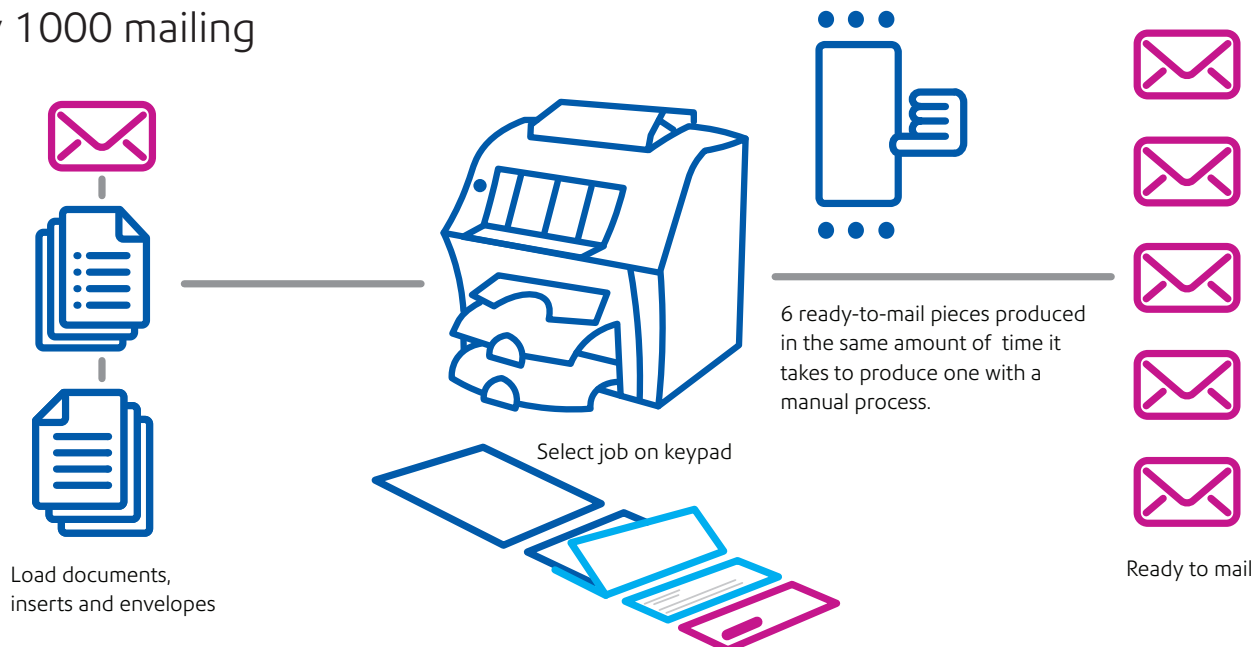 1000 mailing
6 ready-to-mail pieces produced
in the same amount of time it
takes to produce one with a
manual process.
Select job on keypad
Load documents,
inserts and envelopes
Ready to mail